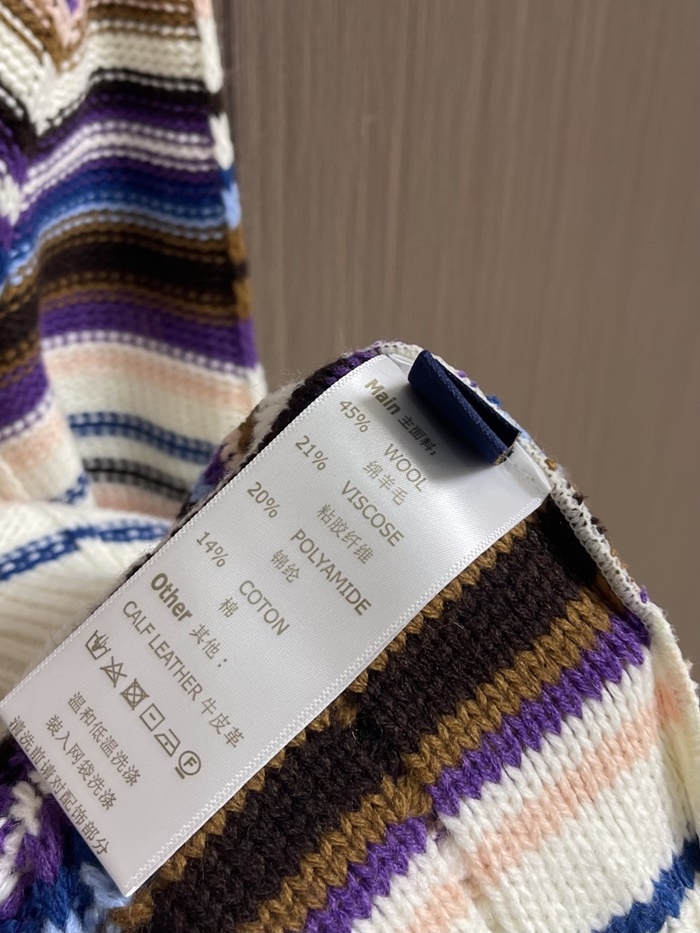 Main 主面料:
45% WOOL
绵羊毛
21% VISCOSE
粘胶纤维
20% POLYAMIDE
锦纶
14% COTON
棉
Other 其他:
CALF LEATHER 牛皮革
F
温和低温洗涤
装入网袋洗涤
清洗前请对配饰部分